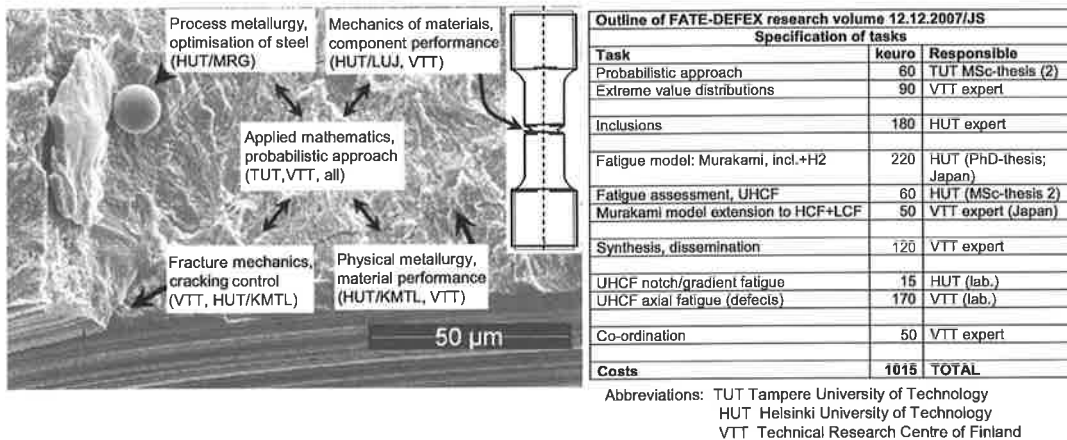 Process metallurgy,
optimisation of steel
(HUT/MRG)
Mechanics of materials,
component performance
(HUT/LUJ, VTT)
Applied mathematics,
probabilistic approach
(TUT,VTT, all)
Fracture mechanics,
cracking control
(VTT, HUT/KMTL)
Physical metallurgy,
material performance
(HUT/KMTL, VTT)
50 µm
Outline of FATE-DEFEX research volume 12.12.2007/JS
Specification of tasks
Task keuro Responsible
Probabilistic approach 60 TUT MSc-thesis (2)
Extreme value distributions 90 VTT expert
Inclusions 180 HUT expert
Fatigue model: Murakami, incl.+H2 220 HUT (PhD-thesis;
Japan)
Fatigue assessment, UHCF 60 HUT (MSc-thesis 2)
Murakami model extension to HCF+LCF 50 VTT expert (Japan)
Synthesis, dissemination 120 VTT expert
UHCF notch/gradient fatigue 15 HUT (lab.)
UHCF axial fatigue (defects) 170 VTT (lab.)
Co-ordination 50 VTT expert
Costs 1015 TOTAL
Abbreviations: TUT Tampere University of Technology
HUT Helsinki University of Technology
VTT Technical Research Centre of Finland